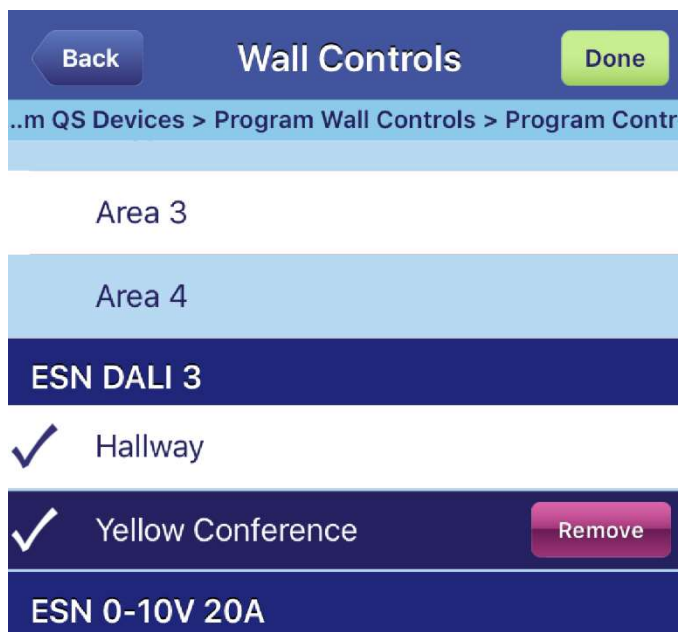 Back Wall Controls Done
..m QS Devices > Program Wall Controls > Program Contr
Area 3
Area 4
ESN DALI 3
Hallway
Yellow Conference Remove
ESN 0-10V 20A